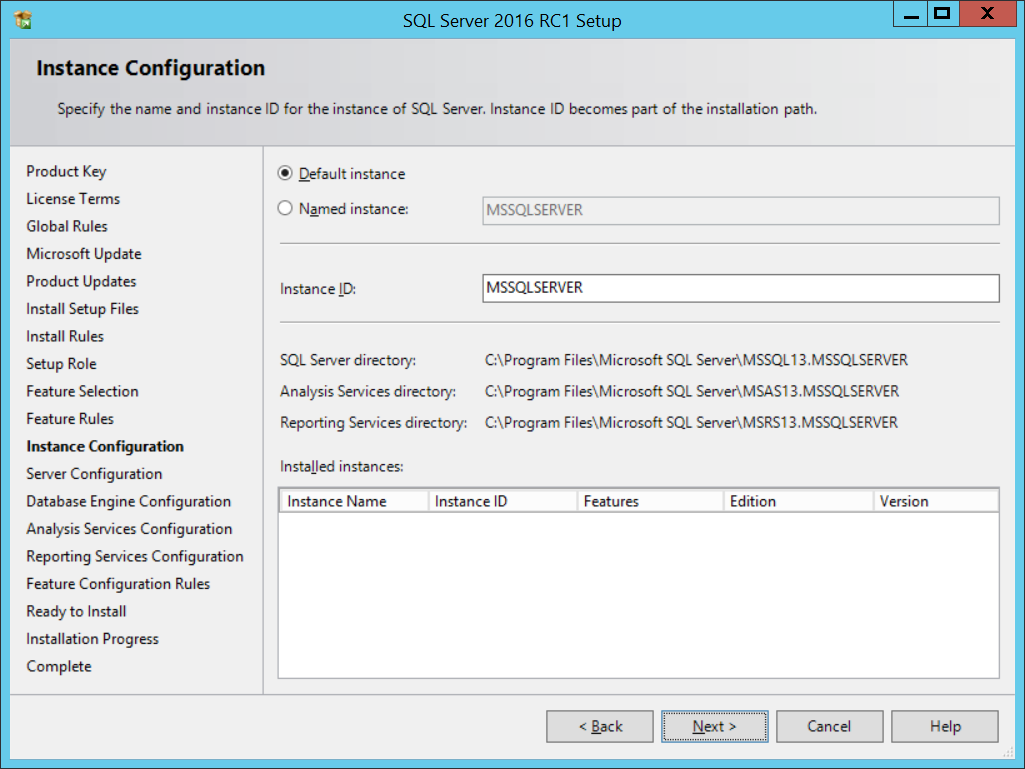 SQL Server 2016 RC1 Setup
Instance Configuration
Specify the name and instance ID for the instance of SQL Server. Instance ID becomes part of the installation path.
Product Key
License Terms
Global Rules
Microsoft Update
Product Updates
Install Setup Files
Install Rules
Setup Role
Feature Selection
Feature Rules
Instance Configuration
Server Configuration
Database Engine Configuration
Analysis Services Configuration
Reporting Services Configuration
Feature Configuration Rules
Ready to Install
Installation Progress
Complete
Default instance
Named instance: MSSQLSERVER
Instance ID: MSSQLSERVER
SQL Server directory: C:\Program Files\Microsoft SQL Server\MSSQL13.MSSQLSERVER
Analysis Services directory: C:\Program Files\Microsoft SQL Server\MSAS13.MSSQLSERVER
Reporting Services directory: C:\Program Files\Microsoft SQL Server\MSRS13.MSSQLSERVER
Installed instances:
Instance Name Instance ID Features Edition Version
< Back Next > Cancel Help